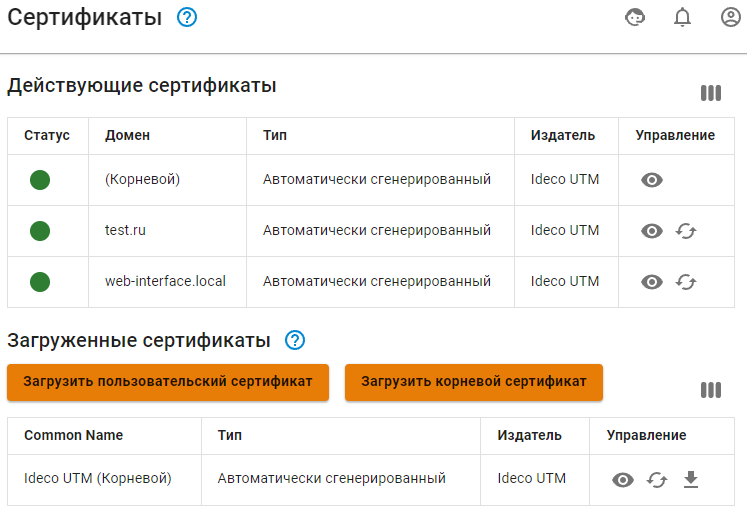 Сертификаты ?
Действующие сертификаты
Статус Домен Тип Издатель Управление
(Корневой) Автоматически сгенерированный Ideco UTM
test.ru Автоматически сгенерированный Ideco UTM
web-interface.local Автоматически сгенерированный Ideco UTM
Загруженные сертификаты ?
Загрузить пользовательский сертификат Загрузить корневой сертификат
Common Name Тип Издатель Управление
Ideco UTM (Корневой) Автоматически сгенерированный Ideco UTM